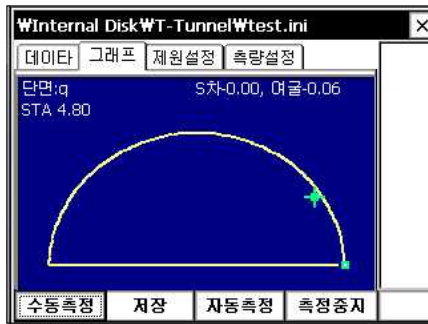 ₩Internal Disk₩T-Tunnel₩test.ini
데이타 그래프 제원설정 측량설정
단면:q S차-0.00, 여굴-0.06
STA 4.80
수동측정 저장 자동측정 측정중지